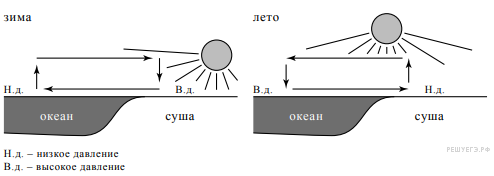 зима
лето
Н.д.
В.д.
В.д.
Н.д.
океан
суша
океан
суша
Н.д. – низкое давление
В.д. – высокое давление
РЕШУЕГЭ.РФ